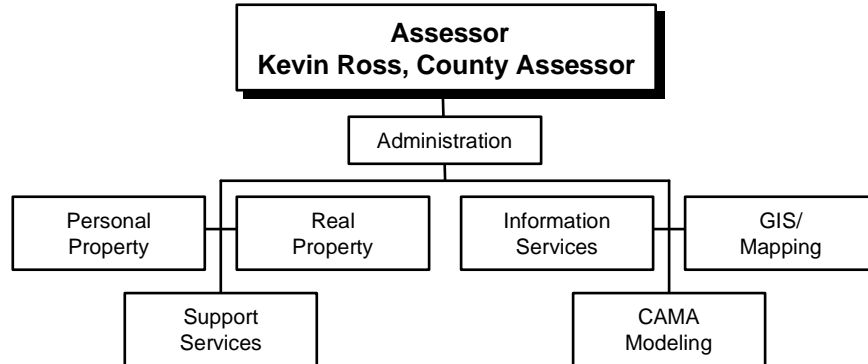 Assessor
Kevin Ross, County Assessor
Administration
Personal
Property
Real
Property
Information
Services
GIS/
Mapping
Support
Services
CAMA
Modeling